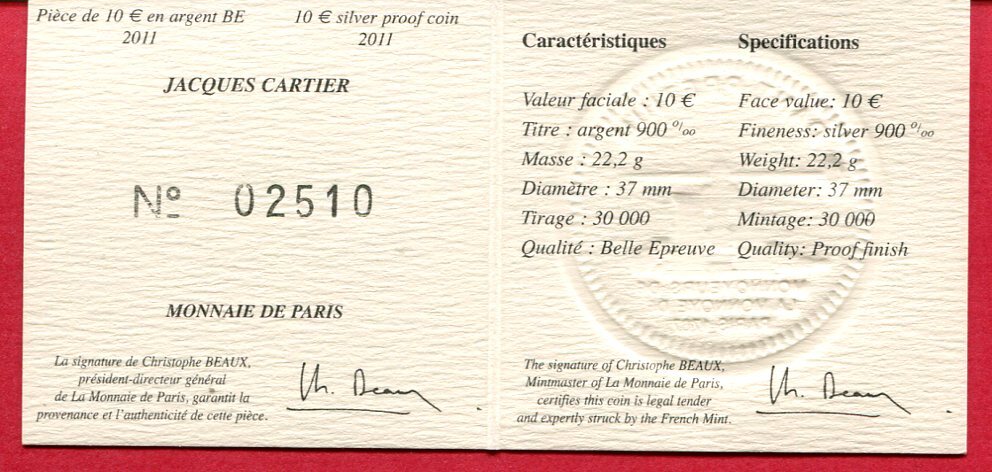 Pièce de 10 € en argent BE
2011
10 € silver proof coin
2011
JACQUES CARTIER
Nº 02510
MONNAIE DE PARIS
La signature de Christophe BEAUX,
président-directeur général
de La Monnaie de Paris, garantit la
provenance et l'authenticité de cette pièce.
Ch. Beaux
Caractéristiques
Valeur faciale : 10 €
Titre : argent 900 ‰
Masse : 22,2 g
Diamètre : 37 mm
Tirage : 30 000
Qualité : Belle Epreuve
Specifications
Face value: 10 €
Fineness: silver 900 ‰
Weight: 22,2 g
Diameter: 37 mm
Mintage: 30 000
Quality: Proof finish
The signature of Christophe BEAUX,
Mintmaster of La Monnaie de Paris,
certifies this coin is legal tender
and expertly struck by the French Mint.
Ch. Beaux